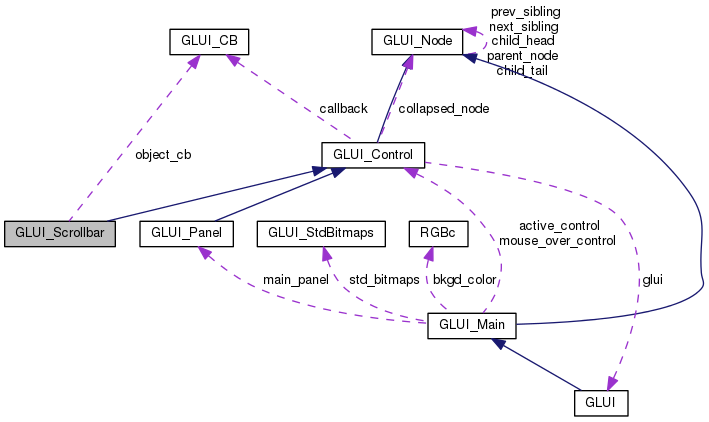 prev_sibling
next_sibling
child_head
parent_node
child_tail
GLUI_CB
GLUI_Node
callback
collapsed_node
object_cb
GLUI_Control
GLUI_Scrollbar
GLUI_Panel
GLUI_StdBitmaps
RGBc
active_control
mouse_over_control
main_panel
std_bitmaps
bkgd_color
glui
GLUI_Main
GLUI